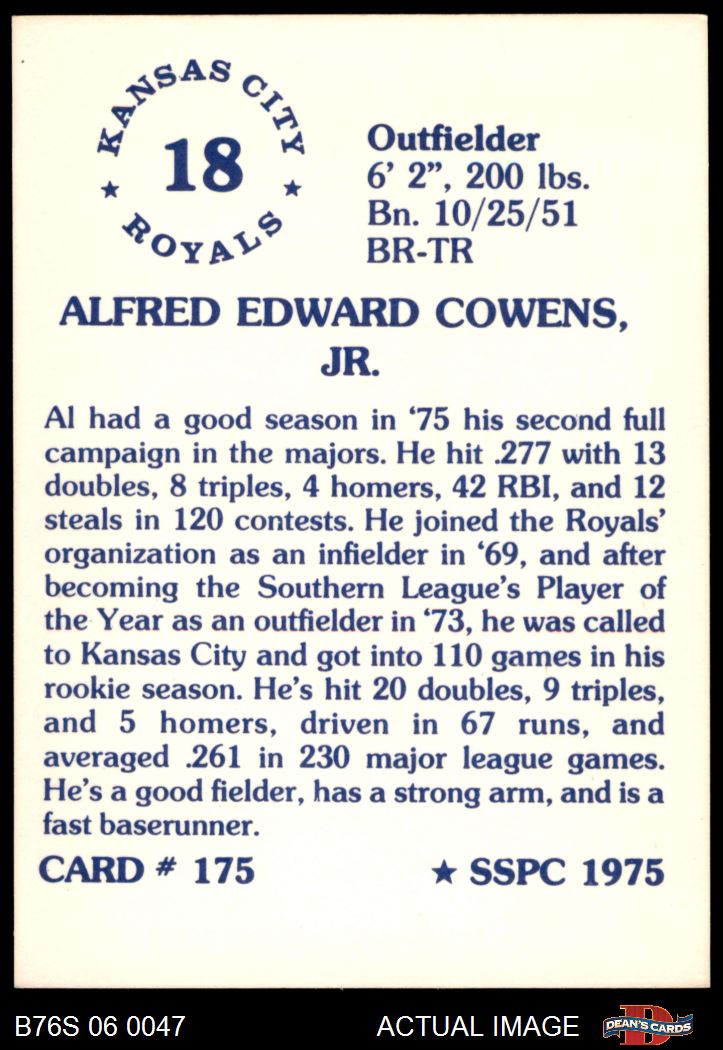 KANSAS CITY
18
ROYALS
Outfielder
6' 2”, 200 lbs.
Bn. 10/25/51
BR-TR
ALFRED EDWARD COWENS,
JR.
Al had a good season in ‘75 his second full
campaign in the majors. He hit .277 with 13
doubles, 8 triples, 4 homers, 42 RBI, and 12
steals in 120 contests. He joined the Royals’
organization as an infielder in ‘69, and after
becoming the Southern League’s Player of
the Year as an outfielder in ‘73, he was called
to Kansas City and got into 110 games in his
rookie season. He’s hit 20 doubles, 9 triples,
and 5 homers, driven in 67 runs, and
averaged .261 in 230 major league games.
He’s a good fielder, has a strong arm, and is a
fast baserunner.
CARD # 175 ★ SSPC 1975
B76S 06 0047 ACTUAL IMAGE D DEAN'S CARDS